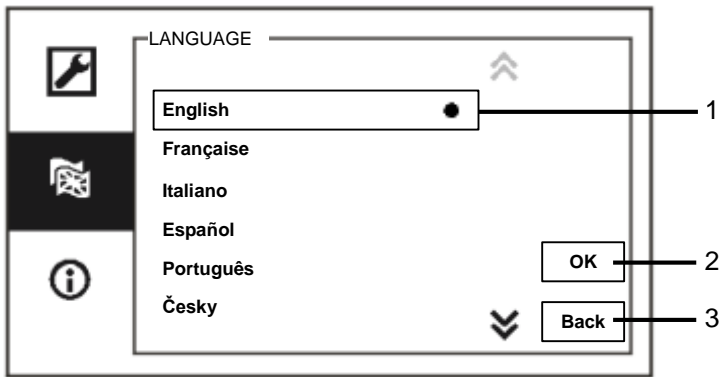 LANGUAGE
English
1
Française
Italiano
Español
Português
OK
2
Česky
Back
3